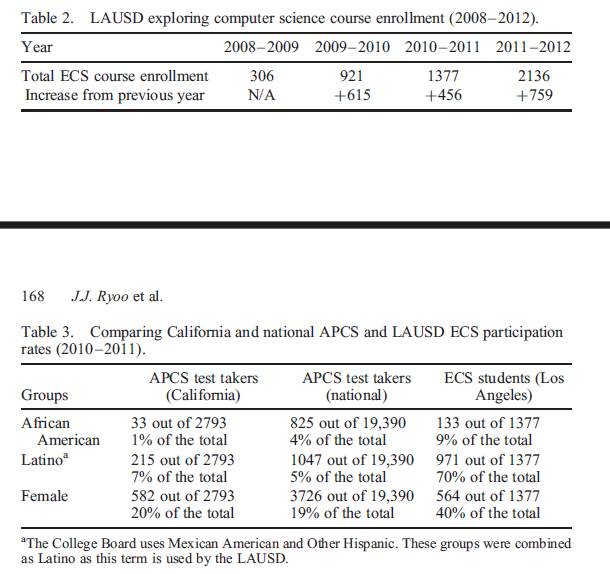 Table 2. LAUSD exploring computer science course enrollment (2008–2012).
Year 2008–2009 2009–2010 2010–2011 2011–2012
Total ECS course enrollment 306 921 1377 2136
Increase from previous year N/A +615 +456 +759
168 J.J. Ryoo et al.
Table 3. Comparing California and national APCS and LAUSD ECS participation
rates (2010–2011).
APCS test takers APCS test takers ECS students (Los
Groups (California) (national) Angeles)
African 33 out of 2793 825 out of 19,390 133 out of 1377
American 1% of the total 4% of the total 9% of the total
Latinoᵃ 215 out of 2793 1047 out of 19,390 971 out of 1377
7% of the total 5% of the total 70% of the total
Female 582 out of 2793 3726 out of 19,390 564 out of 1377
20% of the total 19% of the total 40% of the total
ᵃThe College Board uses Mexican American and Other Hispanic. These groups were combined
as Latino as this term is used by the LAUSD.